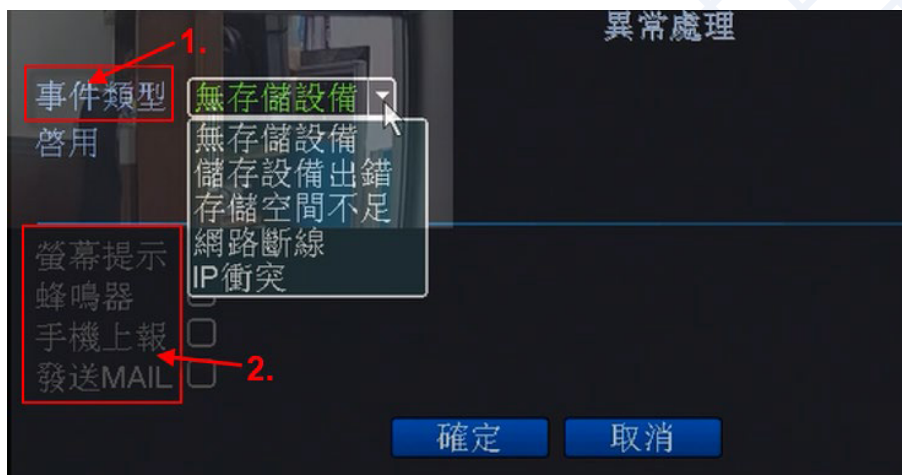 異常處理
1.
事件類型 無存儲設備
啓用
無存儲設備
儲存設備出錯
存儲空間不足
網路斷線
IP衝突
螢幕提示
蜂鳴器
手機上報
發送MAIL
2.
確定 取消